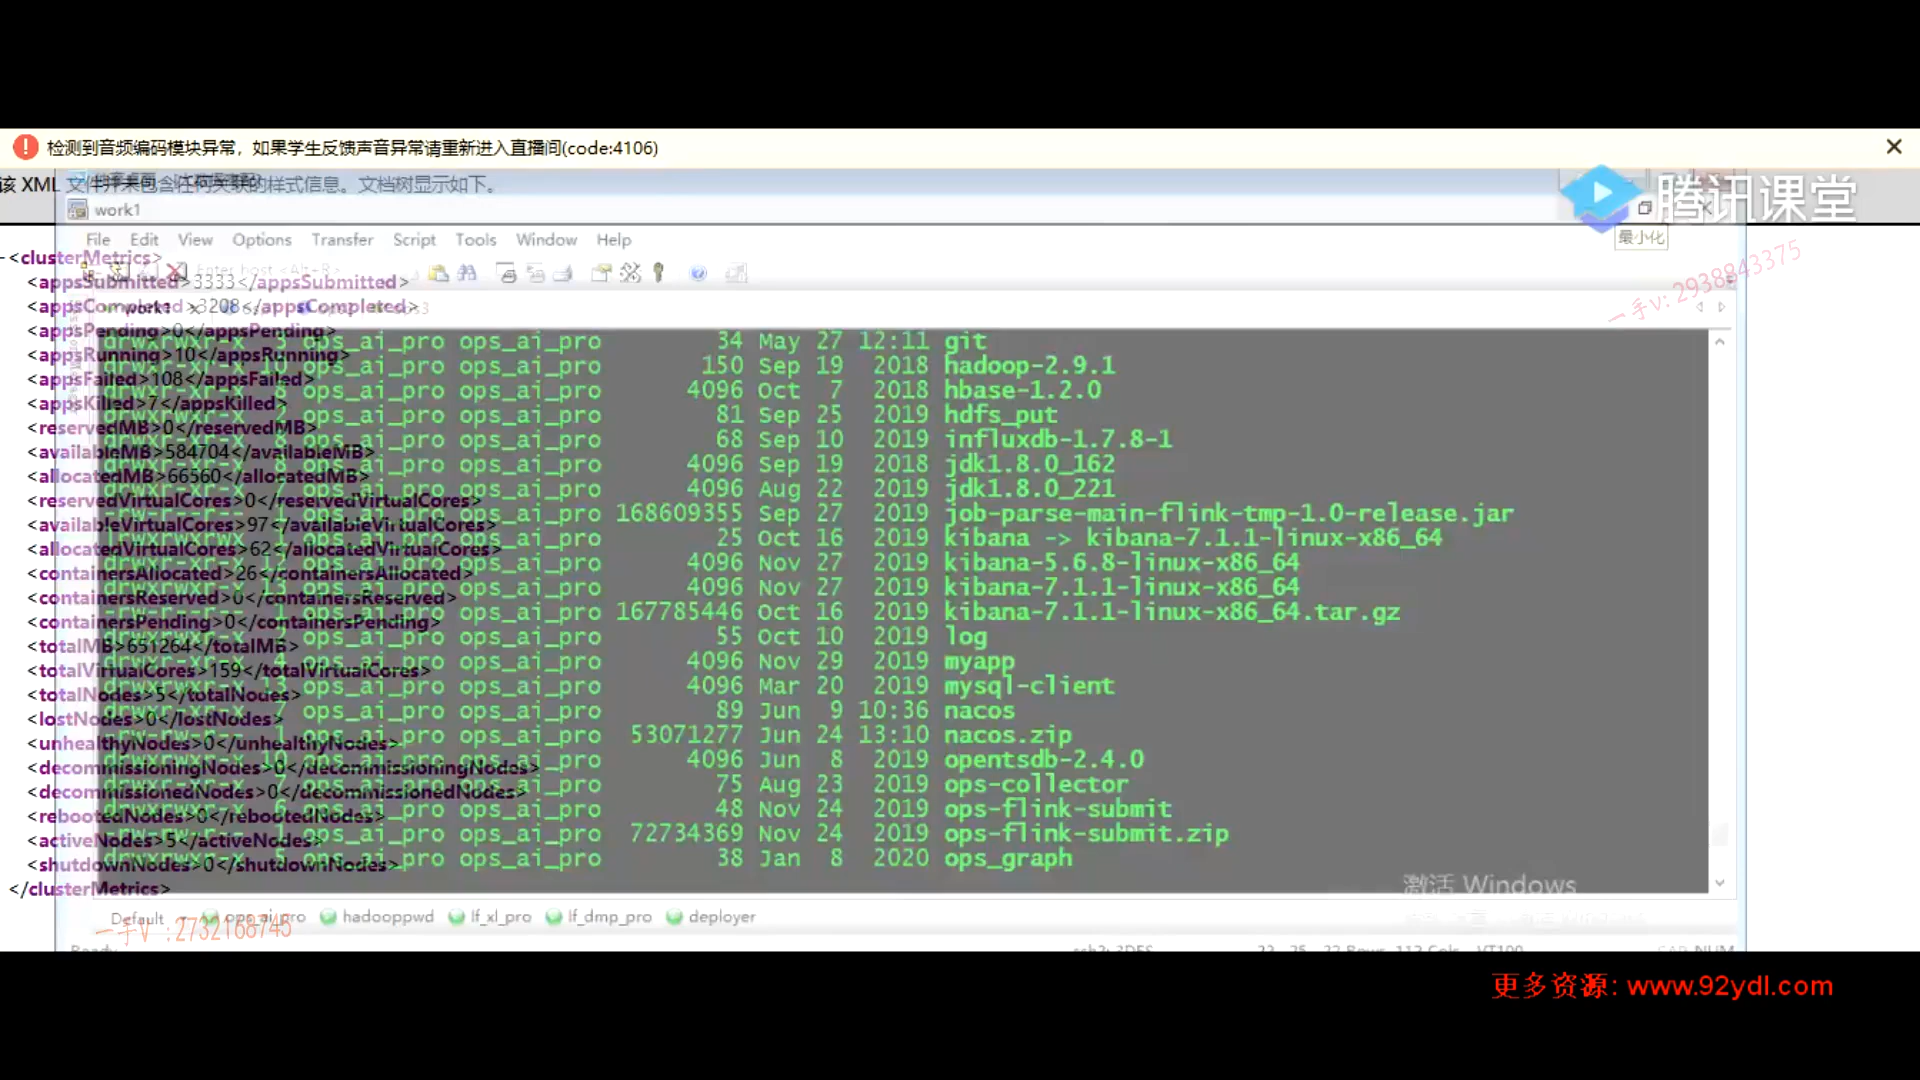 检测到音频编码模块异常，如果学生反馈声音异常请重新进入直播间(code:4106)
该 XML 文件并未包含任何关联的样式信息。文档树显示如下。
腾讯课堂
work1
最小化
File Edit View Options Transfer Script Tools Window Help
Enter host <Alt+R>
work1
一手V: 2938843375
<clusterMetrics>
<appsSubmitted>3333</appsSubmitted>
<appsCompleted>3208</appsCompleted>
<appsPending>0</appsPending>
<appsRunning>10</appsRunning>
<appsFailed>108</appsFailed>
<appsKilled>7</appsKilled>
<reservedMB>0</reservedMB>
<availableMB>584704</availableMB>
<allocatedMB>66560</allocatedMB>
<reservedVirtualCores>0</reservedVirtualCores>
<availableVirtualCores>97</availableVirtualCores>
<allocatedVirtualCores>62</allocatedVirtualCores>
<containersAllocated>26</containersAllocated>
<containersReserved>0</containersReserved>
<containersPending>0</containersPending>
<totalMB>651264</totalMB>
<totalVirtualCores>159</totalVirtualCores>
<totalNodes>5</totalNodes>
<lostNodes>0</lostNodes>
<unhealthyNodes>0</unhealthyNodes>
<decommissioningNodes>0</decommissioningNodes>
<decommissionedNodes>0</decommissionedNodes>
<rebootedNodes>0</rebootedNodes>
<activeNodes>5</activeNodes>
<shutdownNodes>0</shutdownNodes>
</clusterMetrics>
ops_ai_pro ops_ai_pro 34 May 27 12:11 git
ops_ai_pro ops_ai_pro 150 Sep 19 2018 hadoop-2.9.1
ops_ai_pro ops_ai_pro 4096 Oct 7 2018 hbase-1.2.0
ops_ai_pro ops_ai_pro 81 Sep 25 2019 hdfs_put
ops_ai_pro ops_ai_pro 68 Sep 10 2019 influxdb-1.7.8-1
ops_ai_pro ops_ai_pro 4096 Sep 19 2018 jdk1.8.0_162
ops_ai_pro ops_ai_pro 4096 Aug 22 2019 jdk1.8.0_221
ops_ai_pro ops_ai_pro 168609355 Sep 27 2019 job-parse-main-flink-tmp-1.0-release.jar
ops_ai_pro ops_ai_pro 25 Oct 16 2019 kibana -> kibana-7.1.1-linux-x86_64
ops_ai_pro ops_ai_pro 4096 Nov 27 2019 kibana-5.6.8-linux-x86_64
ops_ai_pro ops_ai_pro 4096 Nov 27 2019 kibana-7.1.1-linux-x86_64
ops_ai_pro ops_ai_pro 167785446 Oct 16 2019 kibana-7.1.1-linux-x86_64.tar.gz
ops_ai_pro ops_ai_pro 55 Oct 10 2019 log
ops_ai_pro ops_ai_pro 4096 Nov 29 2019 myapp
ops_ai_pro ops_ai_pro 4096 Mar 20 2019 mysql-client
ops_ai_pro ops_ai_pro 89 Jun 9 10:36 nacos
ops_ai_pro ops_ai_pro 53071277 Jun 24 13:10 nacos.zip
ops_ai_pro ops_ai_pro 4096 Jun 8 2019 opentsdb-2.4.0
ops_ai_pro ops_ai_pro 75 Aug 23 2019 ops-collector
ops_ai_pro ops_ai_pro 48 Nov 24 2019 ops-flink-submit
ops_ai_pro ops_ai_pro 72734369 Nov 24 2019 ops-flink-submit.zip
ops_ai_pro ops_ai_pro 38 Jan 8 2020 ops_graph
激活 Windows
Default ops_ai_pro hadooppwd lf_xl_pro lf_dmp_pro deployer
一手V :2732168745
更多资源: www.92ydl.com